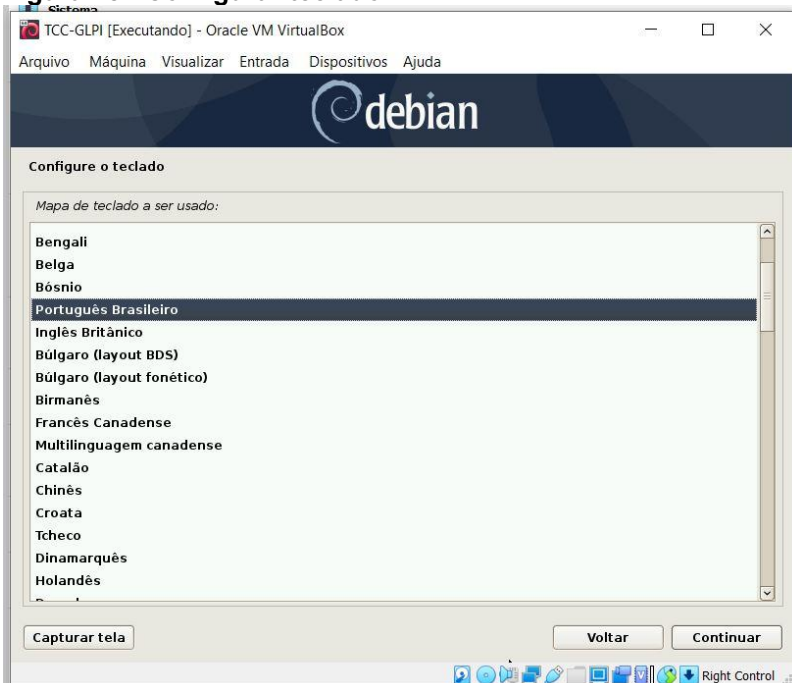 Sistema
TCC-GLPI [Executando] - Oracle VM VirtualBox
Arquivo Máquina Visualizar Entrada Dispositivos Ajuda
debian
Configure o teclado
Mapa de teclado a ser usado:
Bengali
Belga
Bósnio
Português Brasileiro
Inglês Britânico
Búlgaro (layout BDS)
Búlgaro (layout fonético)
Birmanês
Francês Canadense
Multilinguagem canadense
Catalão
Chinês
Croata
Tcheco
Dinamarquês
Holandês
Capturar tela
Voltar
Continuar
Right Control